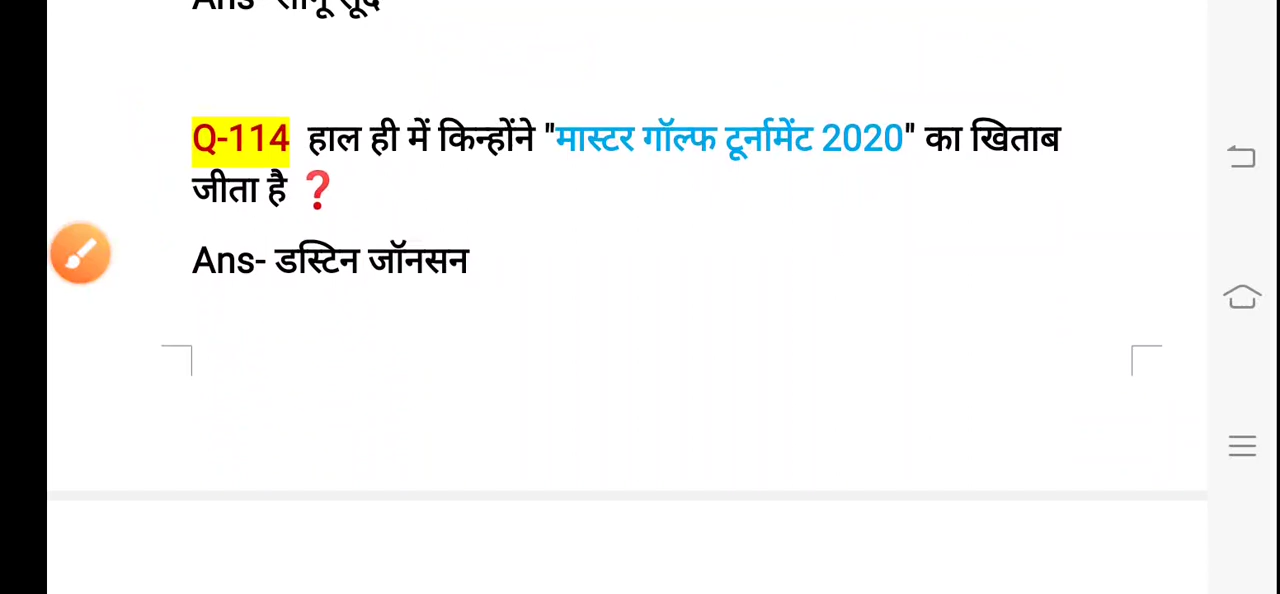 Q-114 हाल ही में किन्होंने "मास्टर गॉल्फ टूर्नामेंट 2020" का खिताब
जीता है ❓
Ans- डस्टिन जॉनसन